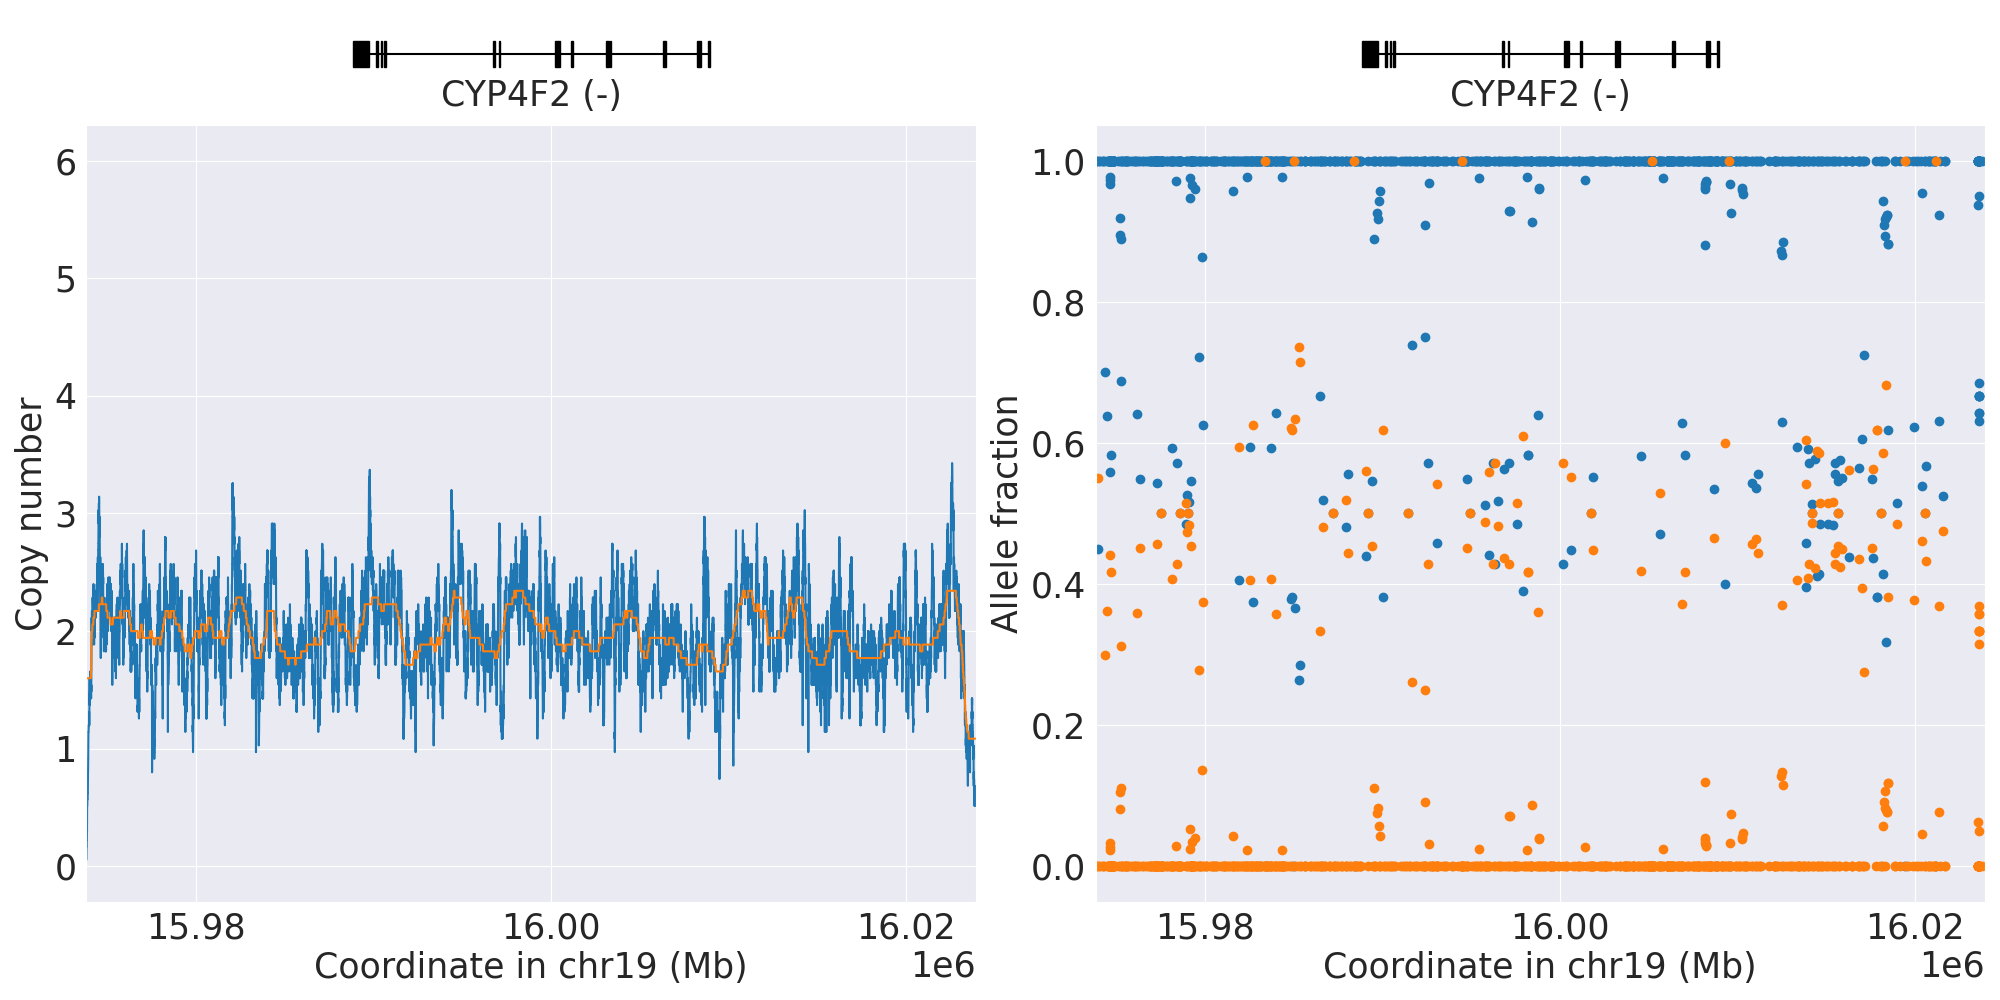 CYP4F2 (-)
6
5
4
3
2
1
0
Copy number
15.98
16.00
16.02
Coordinate in chr19 (Mb)
1e6
CYP4F2 (-)
1.0
0.8
0.6
0.4
0.2
0.0
Allele fraction
15.98
16.00
16.02
Coordinate in chr19 (Mb)
1e6